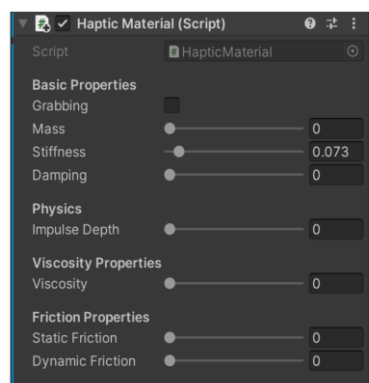 Haptic Material (Script)
Script HapticMaterial
Basic Properties
Grabbing
Mass 0
Stiffness 0.073
Damping 0
Physics
Impulse Depth 0
Viscosity Properties
Viscosity 0
Friction Properties
Static Friction 0
Dynamic Friction 0